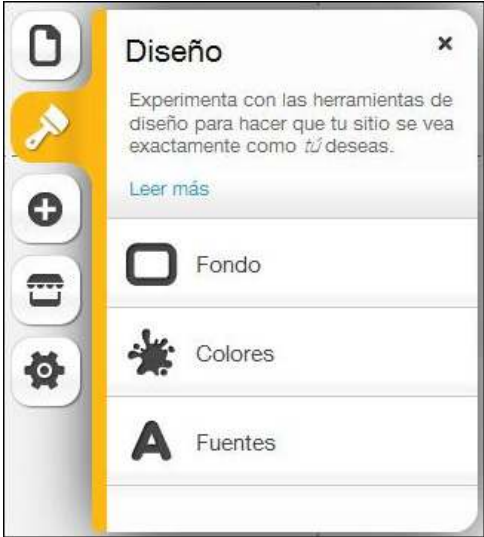 Diseño
Experimenta con las herramientas de
diseño para hacer que tu sitio se vea
exactamente como tú deseas.
Leer más
Fondo
Colores
Fuentes